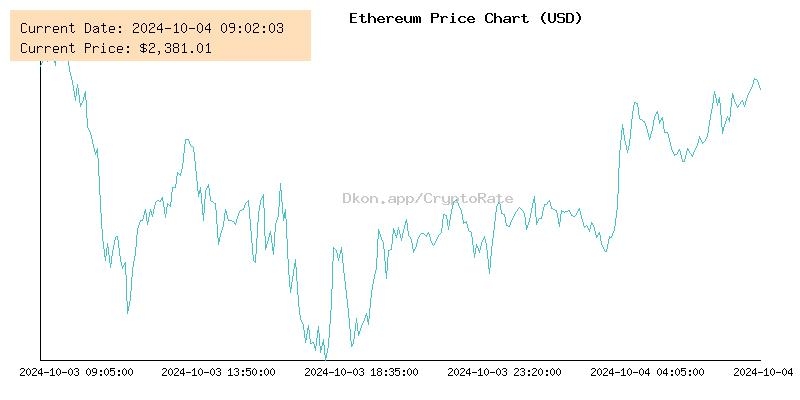 Ethereum Price Chart (USD)
Current Date: 2024-10-04 09:02:03
Current Price: $2,381.01
Dkon.app/CryptoRate
2024-10-03 09:05:00 2024-10-03 13:50:00 2024-10-03 18:35:00 2024-10-03 23:20:00 2024-10-04 04:05:00 2024-10-04